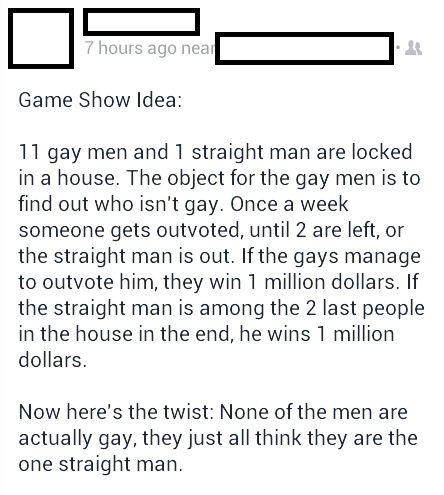 7 hours ago near
Game Show Idea:
11 gay men and 1 straight man are locked
in a house. The object for the gay men is to
find out who isn't gay. Once a week
someone gets outvoted, until 2 are left, or
the straight man is out. If the gays manage
to outvote him, they win 1 million dollars. If
the straight man is among the 2 last people
in the house in the end, he wins 1 million
dollars.
Now here's the twist: None of the men are
actually gay, they just all think they are the
one straight man.